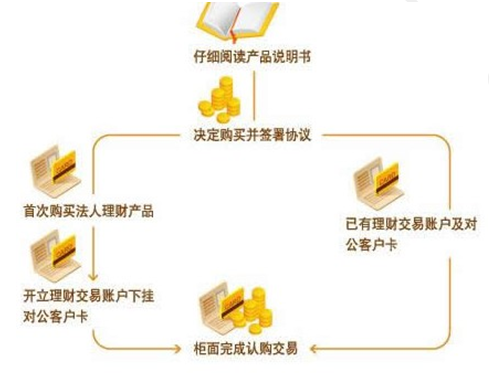 仔细阅读产品说明书
决定购买并签署协议
首次购买法人理财产品
已有理财交易账户及对
公客户卡
开立理财交易账户下挂
对公客户卡
柜面完成认购交易